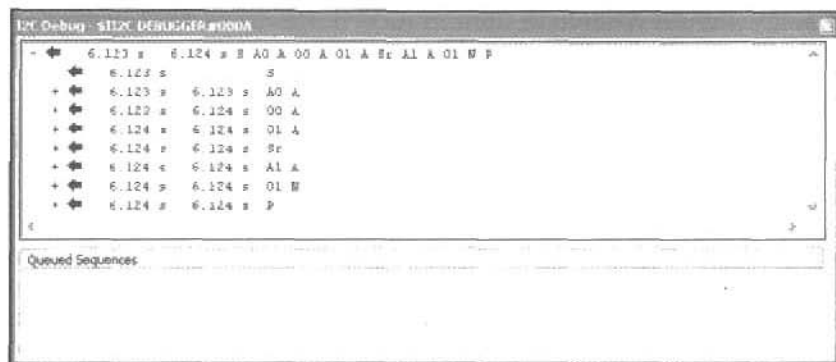 I2C Debug - $II2C DEBUGGER#000A
- 6.123 s 6.124 s S A0 A 00 A 01 A Sr A1 A 01 N P
6.123 s S
+ 6.123 s 6.123 s A0 A
+ 6.123 s 6.124 s 00 A
+ 6.124 s 6.124 s 01 A
+ 6.124 s 6.124 s Sr
+ 6.124 s 6.124 s A1 A
+ 6.124 s 6.124 s 01 N
+ 6.124 s 6.124 s P
Queued Sequences